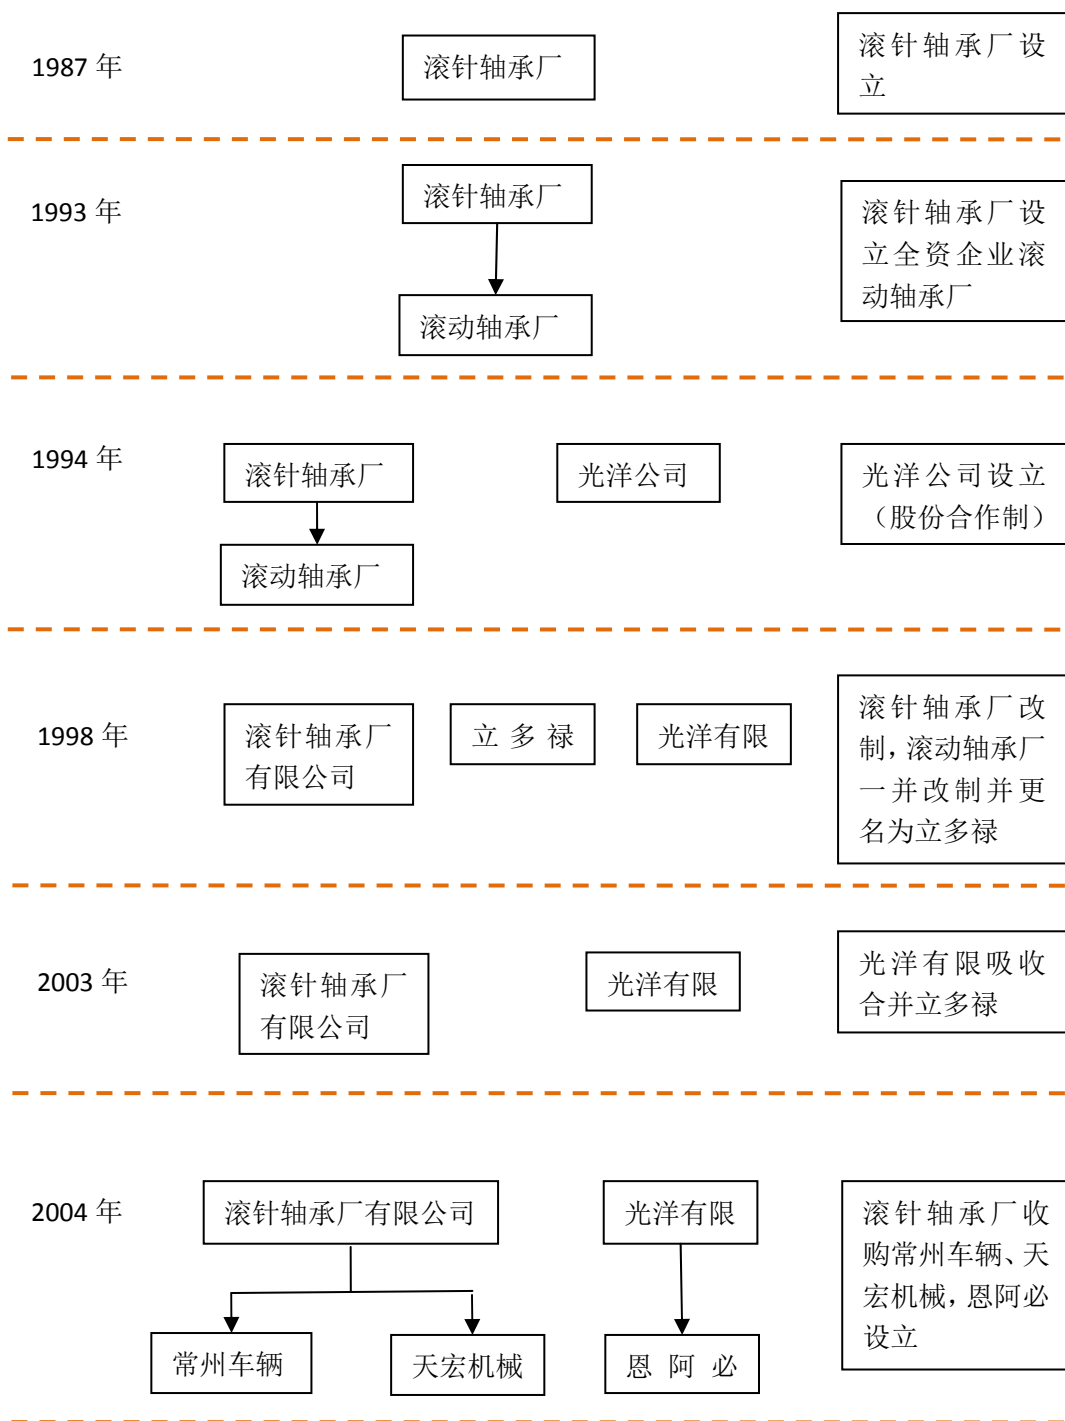 1987 年
滚针轴承厂
滚针轴承厂设
立
1993 年
滚针轴承厂
滚动轴承厂
滚针轴承厂设
立全资企业滚
动轴承厂
1994 年
滚针轴承厂
滚动轴承厂
光洋公司
光洋公司设立
（股份合作制）
1998 年
滚针轴承厂
有限公司
立多禄
光洋有限
滚针轴承厂改
制，滚动轴承厂
一并改制并更
名为立多禄
2003 年
滚针轴承厂
有限公司
光洋有限
光洋有限吸收
合并立多禄
2004 年
滚针轴承厂有限公司
光洋有限
常州车辆
天宏机械
恩阿必
滚针轴承厂收
购常州车辆、天
宏机械，恩阿必
设立